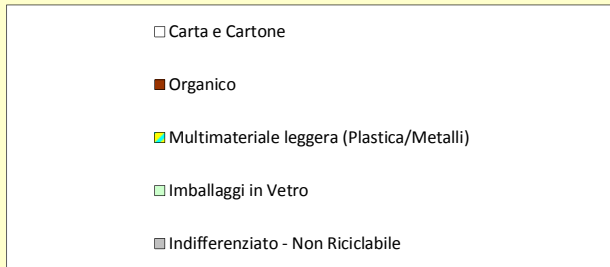 Carta e Cartone
Organico
Multimateriale leggera (Plastica/Metalli)
Imballaggi in Vetro
Indifferenziato - Non Riciclabile